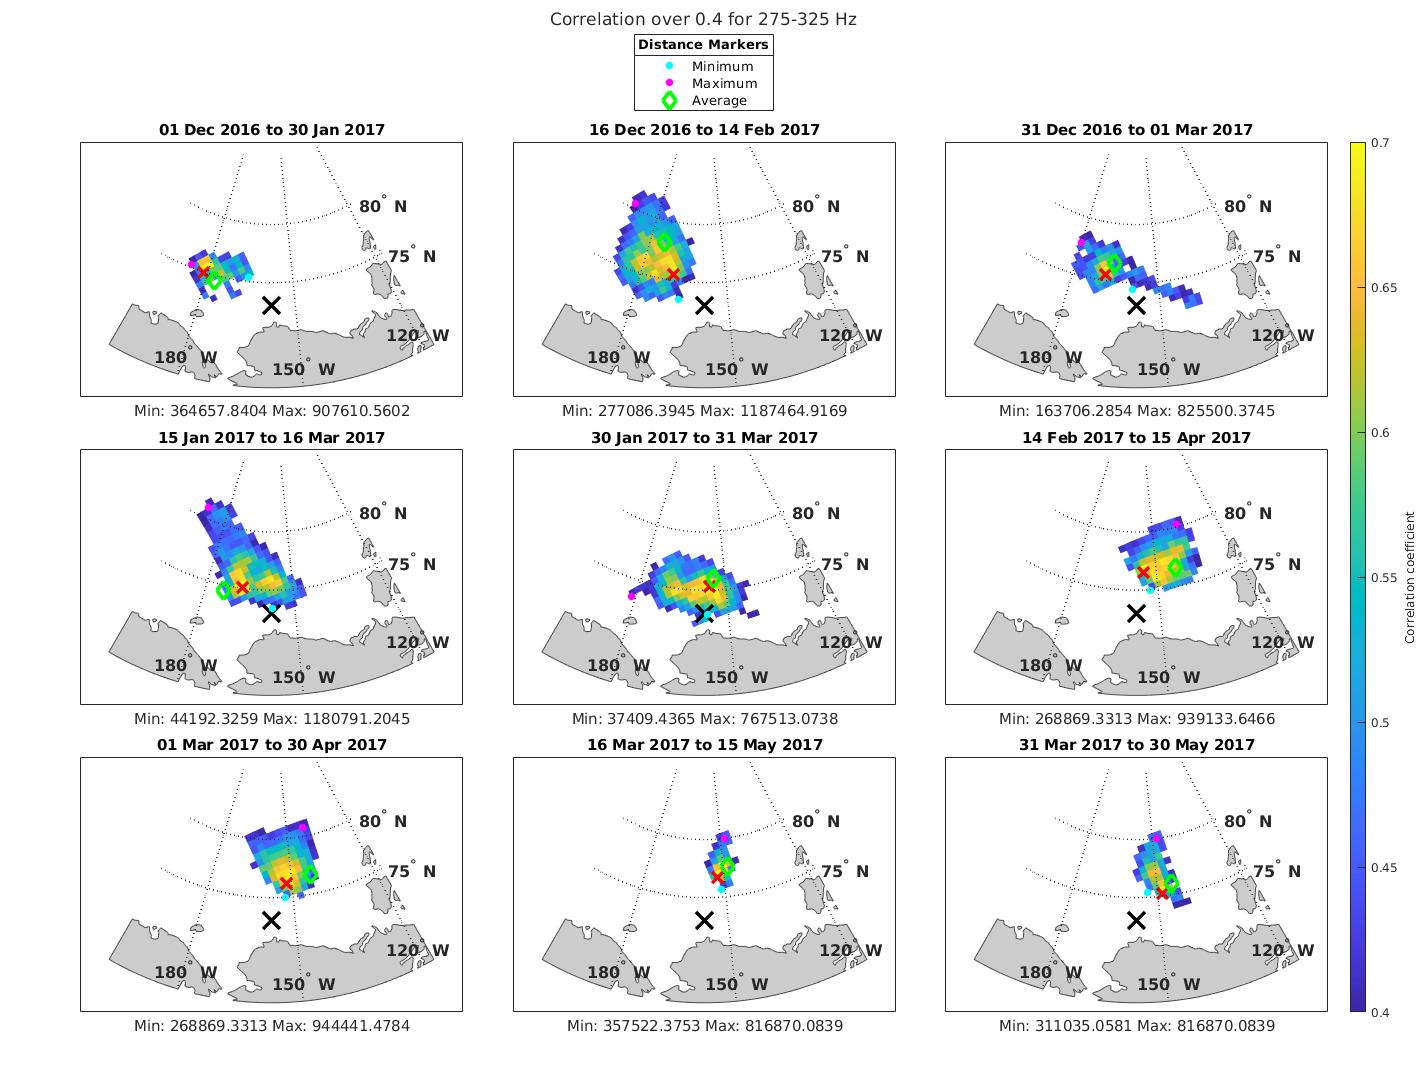 Correlation over 0.4 for 275-325 Hz
Distance Markers
Minimum
Maximum
Average
01 Dec 2016 to 30 Jan 2017
80° N
75° N
120° W
180° W
150° W
Min: 364657.8404 Max: 907610.5602
16 Dec 2016 to 14 Feb 2017
80° N
75° N
120° W
180° W
150° W
Min: 277086.3945 Max: 1187464.9169
31 Dec 2016 to 01 Mar 2017
80° N
75° N
120° W
180° W
150° W
Min: 163706.2854 Max: 825500.3745
15 Jan 2017 to 16 Mar 2017
80° N
75° N
120° W
180° W
150° W
Min: 44192.3259 Max: 1180791.2045
30 Jan 2017 to 31 Mar 2017
80° N
75° N
120° W
180° W
150° W
Min: 37409.4365 Max: 767513.0738
14 Feb 2017 to 15 Apr 2017
80° N
75° N
120° W
180° W
150° W
Min: 268869.3313 Max: 939133.6466
01 Mar 2017 to 30 Apr 2017
80° N
75° N
120° W
180° W
150° W
Min: 268869.3313 Max: 944441.4784
16 Mar 2017 to 15 May 2017
80° N
75° N
120° W
180° W
150° W
Min: 357522.3753 Max: 816870.0839
31 Mar 2017 to 30 May 2017
80° N
75° N
120° W
180° W
150° W
Min: 311035.0581 Max: 816870.0839
0.7
0.65
0.6
0.55
0.5
0.45
0.4
Correlation coefficient